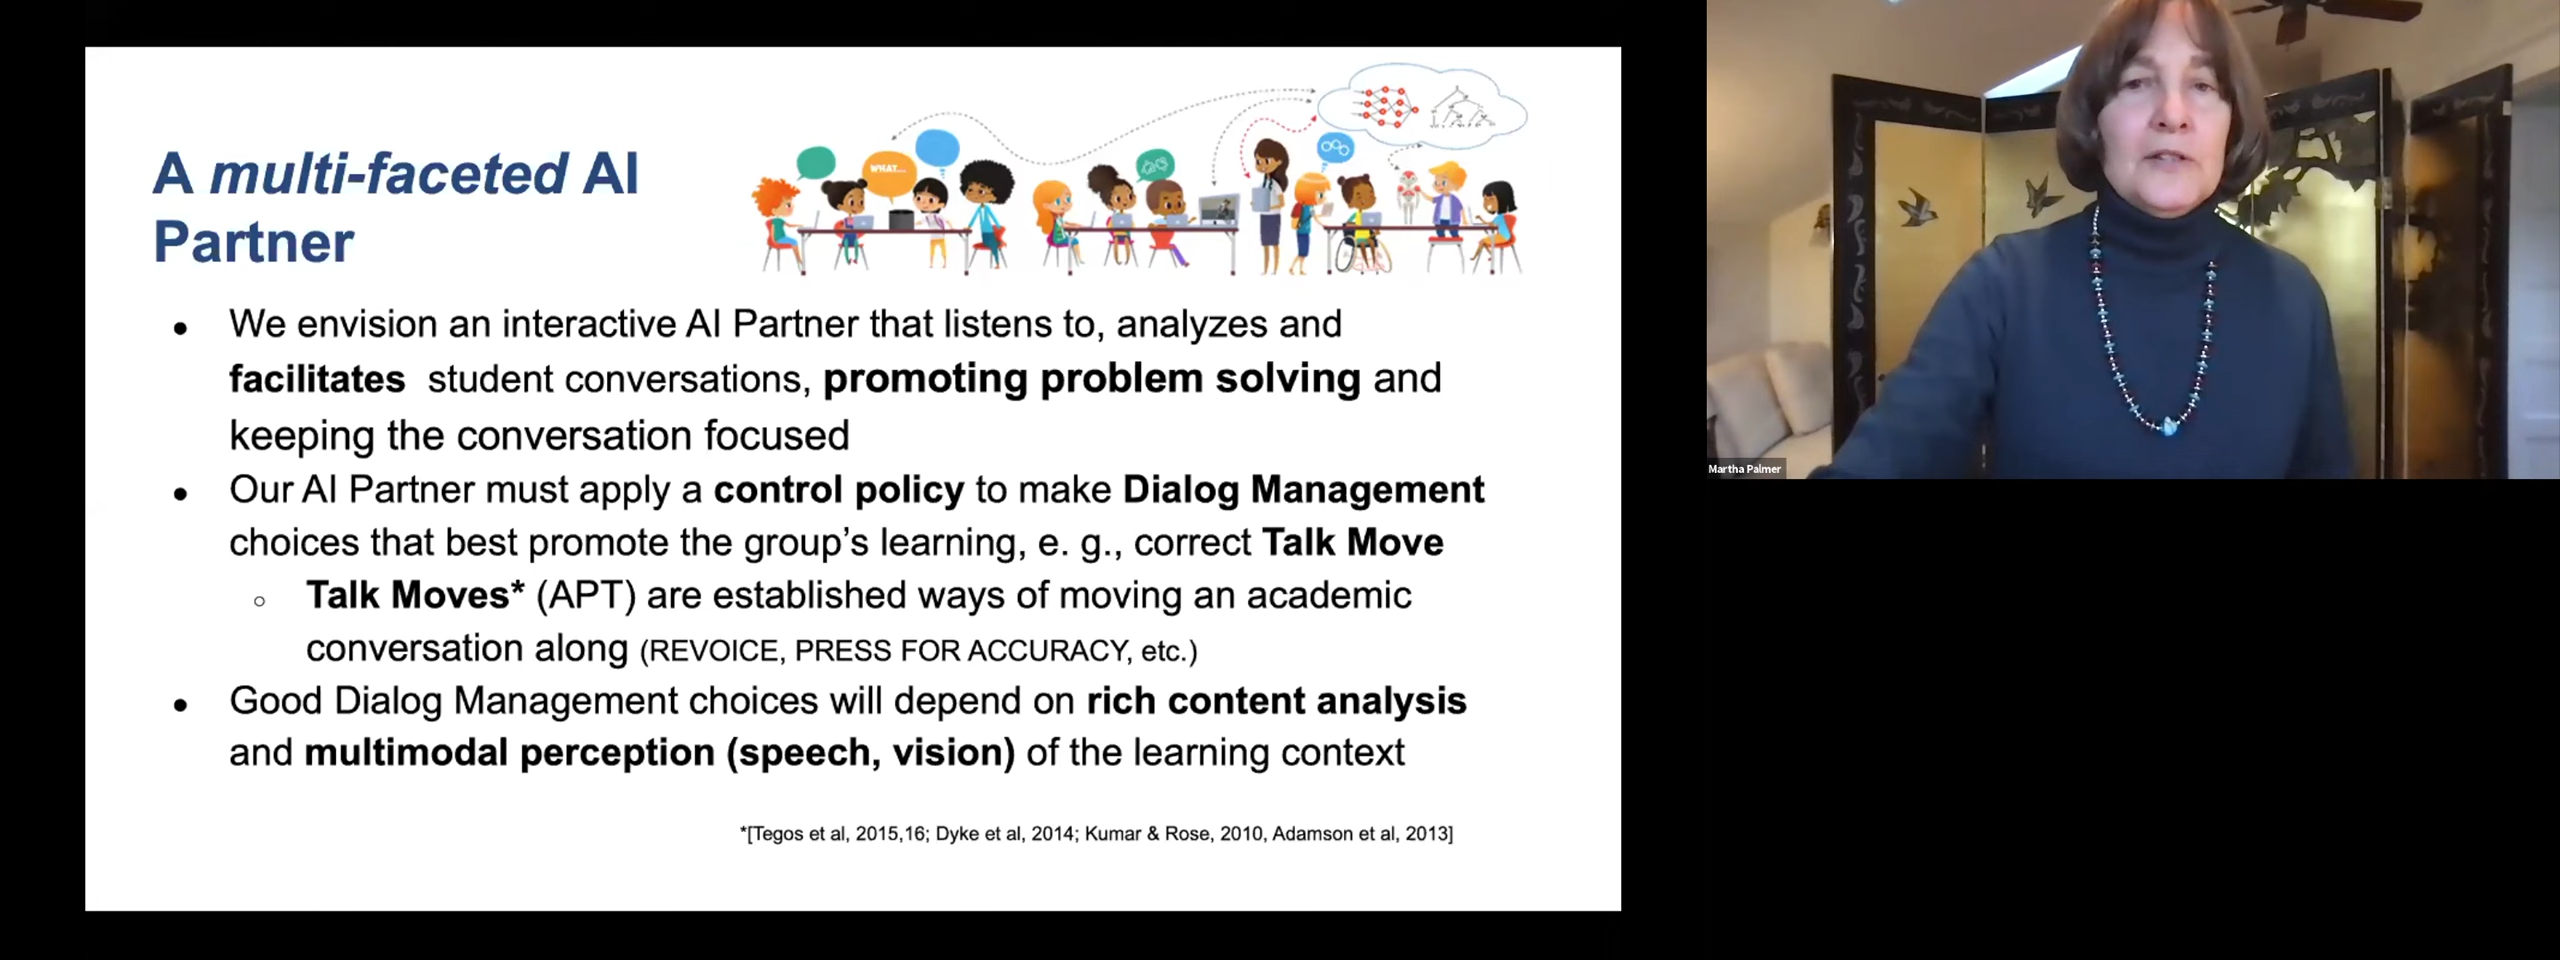 A multi-faceted AI
Partner
WHAT...
• We envision an interactive AI Partner that listens to, analyzes and
facilitates student conversations, promoting problem solving and
keeping the conversation focused
• Our AI Partner must apply a control policy to make Dialog Management
choices that best promote the group’s learning, e. g., correct Talk Move
○ Talk Moves* (APT) are established ways of moving an academic
conversation along (REVOICE, PRESS FOR ACCURACY, etc.)
• Good Dialog Management choices will depend on rich content analysis
and multimodal perception (speech, vision) of the learning context
*[Tegos et al, 2015,16; Dyke et al, 2014; Kumar & Rose, 2010, Adamson et al, 2013]
Martha Palmer